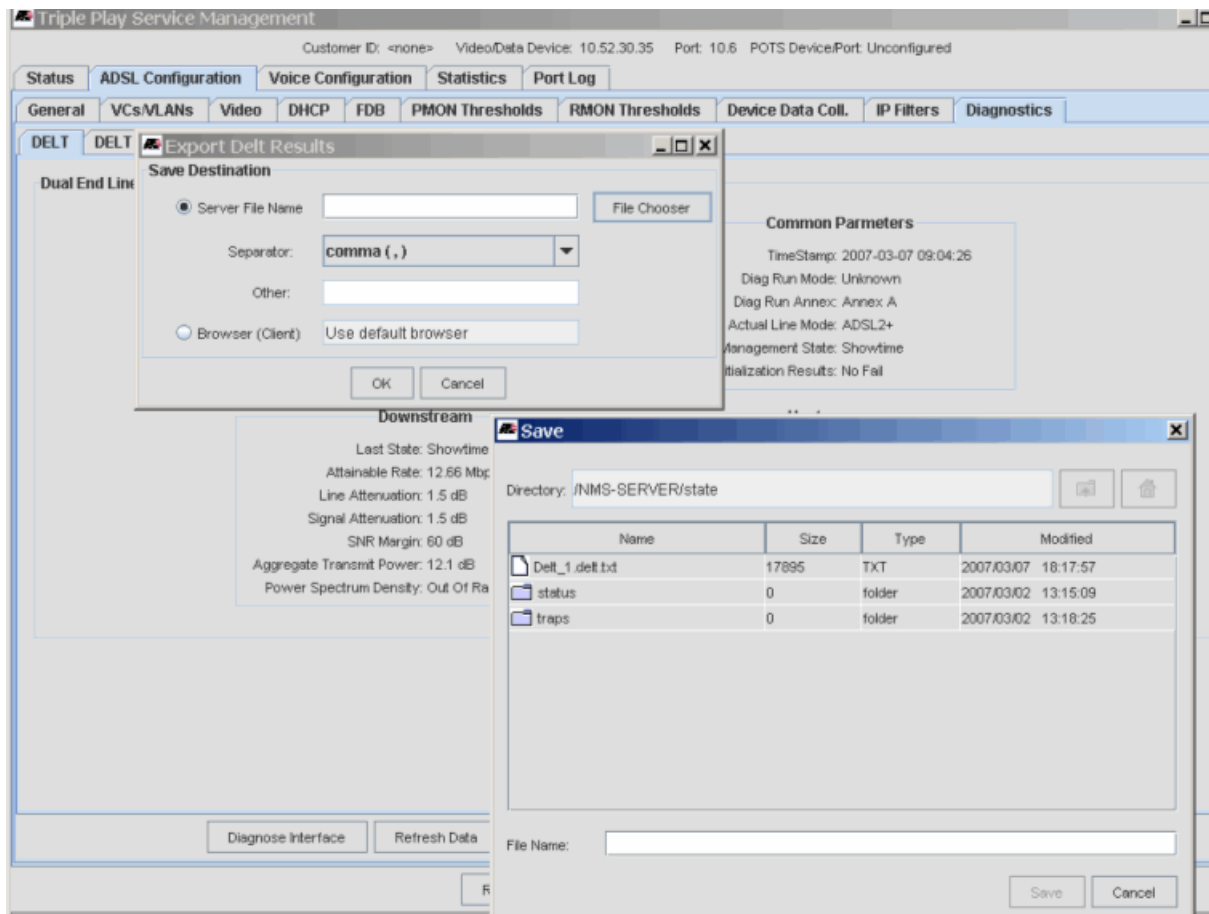 Triple Play Service Management
Customer ID: <none> Video/Data Device: 10.52.30.35 Port: 10.6 POTS Device/Port: Unconfigured
Status ADSL Configuration Voice Configuration Statistics Port Log
General VCs/VLANs Video DHCP FDB PMON Thresholds RMON Thresholds Device Data Coll. IP Filters Diagnostics
DELT DELT
Export Delt Results
Save Destination
Dual End Line
Server File Name File Chooser
Separator: comma (,)
Other:
Browser (Client) Use default browser
OK Cancel
Common Parmeters
TimeStamp: 2007-03-07 09:04:26
Diag Run Mode: Unknown
Diag Run Annex: Annex A
Actual Line Mode: ADSL2+
Management State: Showtime
itialization Results: No Fail
Downstream
Last State: Showtime
Attainable Rate: 12.66 Mbp
Line Attenuation: 1.5 dB
Signal Attenuation: 1.5 dB
SNR Margin: 60 dB
Aggregate Transmit Power: 12.1 dB
Power Spectrum Density: Out Of Ra
Save
Directory: /NMS-SERVER/state
Name Size Type Modified
Delt_1.delt.txt 17895 TXT 2007/03/07 18:17:57
status 0 folder 2007/03/02 13:15:09
traps 0 folder 2007/03/02 13:18:25
File Name:
Save Cancel
Diagnose Interface Refresh Data
R